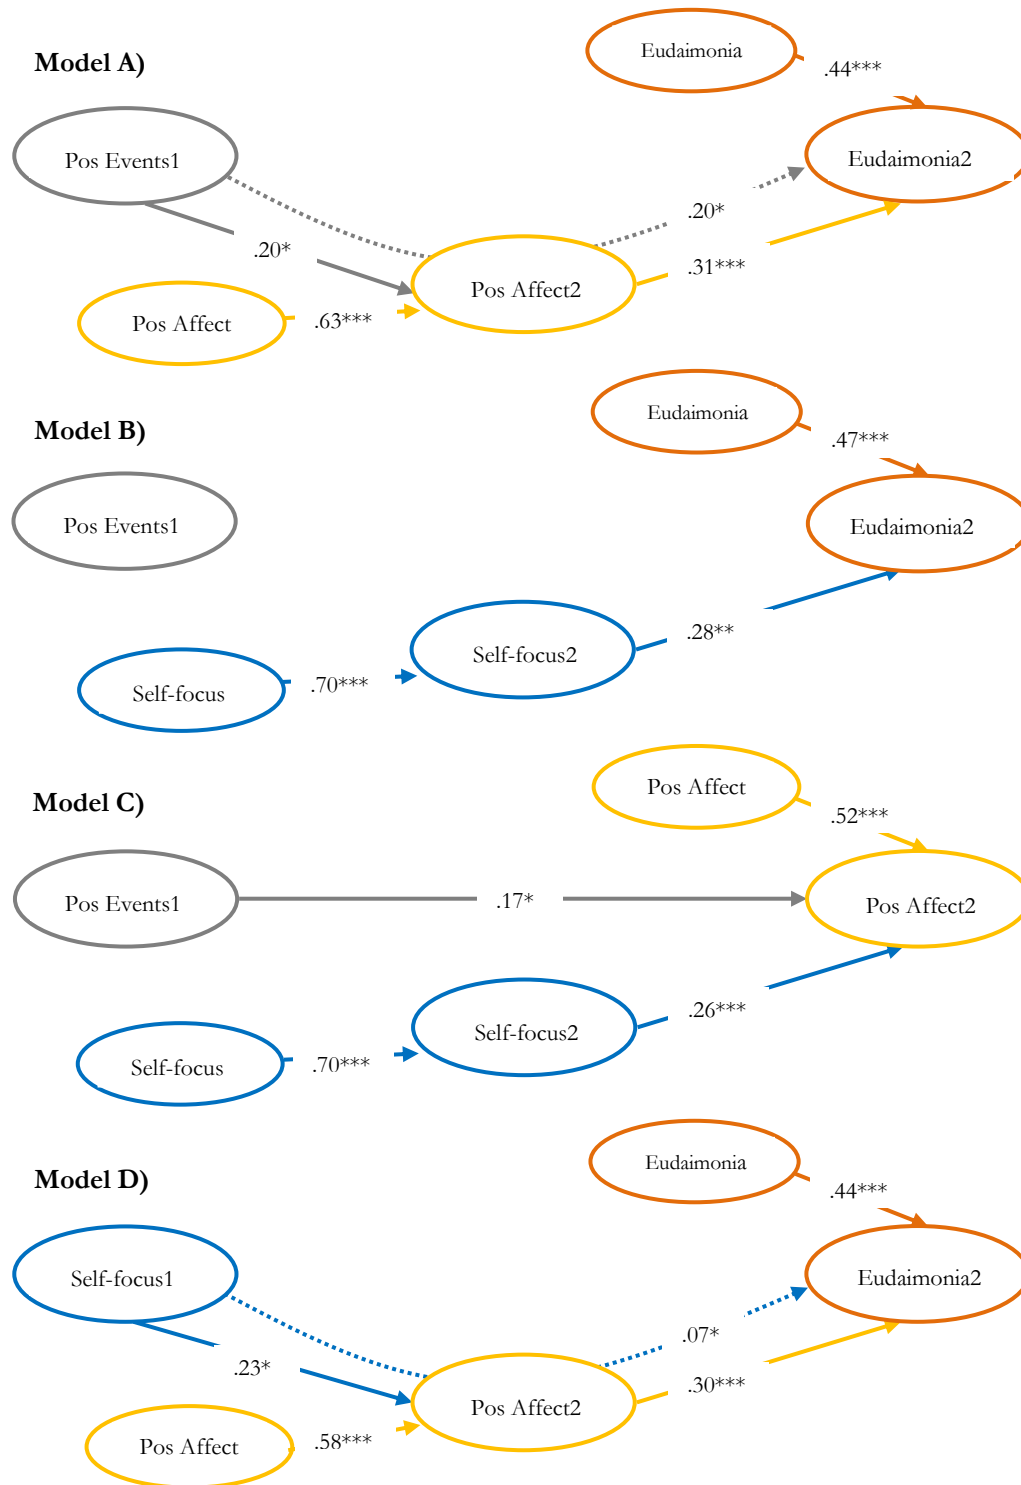 Eudaimonia
Model A)
.44***
Pos Events1
Eudaimonia2
.20*
.20*
.31***
Pos Affect2
Pos Affect
.63***
Eudaimonia
Model B)
.47***
Pos Events1
Eudaimonia2
.28**
Self-focus2
Self-focus
.70***
Pos Affect
Model C)
.52***
Pos Events1
.17*
Pos Affect2
.26***
Self-focus2
Self-focus
.70***
Eudaimonia
Model D)
.44***
Self-focus1
Eudaimonia2
.07*
.23*
.30***
Pos Affect2
Pos Affect
.58***